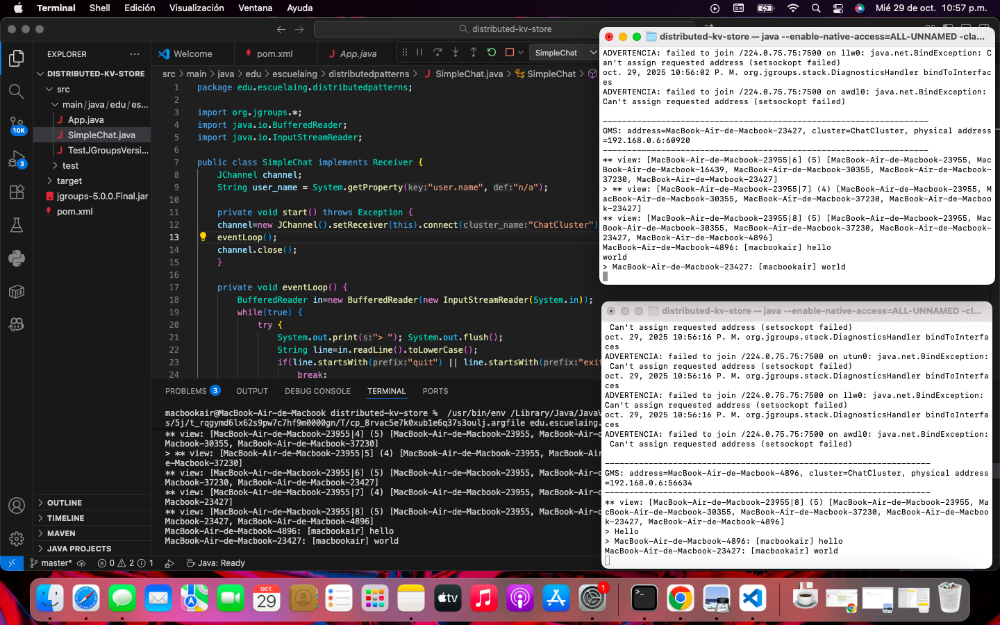 Terminal Shell Edición Visualización Ventana Ayuda Mié 29 de oct. 10:57 p.m.
distributed-kv-store
EXPLORER
DISTRIBUTED-KV-STORE
src
main/java/edu/es...
App.java
SimpleChat.java
TestJGroupsVersi...
test
target
jgroups-5.0.0.Final.jar
pom.xml
10K
3
OUTLINE
TIMELINE
MAVEN
JAVA PROJECTS
Welcome pom.xml App.java SimpleChat
src > main > java > edu > escuelaing > distributedpatterns > SimpleChat.java > SimpleChat >
1 package edu.escuelaing.distributedpatterns;
2
3 import org.jgroups.*;
4 import java.io.BufferedReader;
5 import java.io.InputStreamReader;
6
7 public class SimpleChat implements Receiver {
8 JChannel channel;
9 String user_name = System.getProperty(key:"user.name", def:"n/a");
10
11 private void start() throws Exception {
12 channel=new JChannel().setReceiver(this).connect(cluster_name:"ChatCluster")
13 eventLoop();
14 channel.close();
15 }
16
17 private void eventLoop() {
18 BufferedReader in=new BufferedReader(new InputStreamReader(System.in));
19 while(true) {
20 try {
21 System.out.print(s:"> "); System.out.flush();
22 String line=in.readLine().toLowerCase();
23 if(line.startsWith(prefix:"quit") || line.startsWith(prefix:"exit
24 break;
PROBLEMS 3 OUTPUT DEBUG CONSOLE TERMINAL PORTS
macbookair@MacBook-Air-de-Macbook distributed-kv-store % /usr/bin/env /Library/Java/JavaV
s/5j/t_rqgymd6lx62s9pw7c7hf9m0000gn/T/cp_8rvac5e7k0xub1e6q37s3oulj.argfile edu.escuelaing.
** view: [MacBook-Air-de-Macbook-23955|4] (5) [MacBook-Air-de-Macbook-23955, MacBook-Air-
Macbook-30355, MacBook-Air-de-Macbook-37230]
> ** view: [MacBook-Air-de-Macbook-23955|5] (4) [MacBook-Air-de-Macbook-23955, MacBook-Ai
e-Macbook-37230]
** view: [MacBook-Air-de-Macbook-23955|6] (5) [MacBook-Air-de-Macbook-23955, MacBook-Air-
37230, MacBook-Air-de-Macbook-23427]
** view: [MacBook-Air-de-Macbook-23955|7] (4) [MacBook-Air-de-Macbook-23955, MacBook-Air-
Macbook-23427]
** view: [MacBook-Air-de-Macbook-23955|8] (5) [MacBook-Air-de-Macbook-23955, MacBook-Air-
Macbook-23427, MacBook-Air-de-Macbook-4896]
MacBook-Air-de-Macbook-4896: [macbookair] hello
MacBook-Air-de-Macbook-23427: [macbookair] world
master* 0 2 1 Java: Ready
distributed-kv-store — java --enable-native-access=ALL-UNNAMED -cla...
ADVERTENCIA: failed to join /224.0.75.75:7500 on llw0: java.net.BindException: C
an't assign requested address (setsockopt failed)
oct. 29, 2025 10:56:02 P. M. org.jgroups.stack.DiagnosticsHandler bindToInterfac
es
ADVERTENCIA: failed to join /224.0.75.75:7500 on awdl0: java.net.BindException:
Can't assign requested address (setsockopt failed)
-------------------------------------------------------------------
GMS: address=MacBook-Air-de-Macbook-23427, cluster=ChatCluster, physical address
=192.168.0.6:60920
-------------------------------------------------------------------
** view: [MacBook-Air-de-Macbook-23955|6] (5) [MacBook-Air-de-Macbook-23955, Mac
Book-Air-de-Macbook-16439, MacBook-Air-de-Macbook-30355, MacBook-Air-de-Macbook-
37230, MacBook-Air-de-Macbook-23427]
> ** view: [MacBook-Air-de-Macbook-23955|7] (4) [MacBook-Air-de-Macbook-23955, M
acBook-Air-de-Macbook-30355, MacBook-Air-de-Macbook-37230, MacBook-Air-de-Macboo
k-23427]
** view: [MacBook-Air-de-Macbook-23955|8] (5) [MacBook-Air-de-Macbook-23955, Mac
Book-Air-de-Macbook-30355, MacBook-Air-de-Macbook-37230, MacBook-Air-de-Macbook-
23427, MacBook-Air-de-Macbook-4896]
MacBook-Air-de-Macbook-4896: [macbookair] hello
world
> MacBook-Air-de-Macbook-23427: [macbookair] world
distributed-kv-store — java --enable-native-access=ALL-UNNAMED -cl...
Can't assign requested address (setsockopt failed)
oct. 29, 2025 10:56:16 P. M. org.jgroups.stack.DiagnosticsHandler bindToInterfa
ces
ADVERTENCIA: failed to join /224.0.75.75:7500 on utun0: java.net.BindException:
Can't assign requested address (setsockopt failed)
oct. 29, 2025 10:56:16 P. M. org.jgroups.stack.DiagnosticsHandler bindToInterfa
ces
ADVERTENCIA: failed to join /224.0.75.75:7500 on llw0: java.net.BindException:
Can't assign requested address (setsockopt failed)
oct. 29, 2025 10:56:16 P. M. org.jgroups.stack.DiagnosticsHandler bindToInterfa
ces
ADVERTENCIA: failed to join /224.0.75.75:7500 on awdl0: java.net.BindException:
Can't assign requested address (setsockopt failed)
-------------------------------------------------------------------
GMS: address=MacBook-Air-de-Macbook-4896, cluster=ChatCluster, physical address
=192.168.0.6:56634
-------------------------------------------------------------------
** view: [MacBook-Air-de-Macbook-23955|8] (5) [MacBook-Air-de-Macbook-23955, Ma
cBook-Air-de-Macbook-30355, MacBook-Air-de-Macbook-37230, MacBook-Air-de-Macboo
k-23427, MacBook-Air-de-Macbook-4896]
> Hello
> MacBook-Air-de-Macbook-4896: [macbookair] hello
MacBook-Air-de-Macbook-23427: [macbookair] world
OCT.
29
tv
1